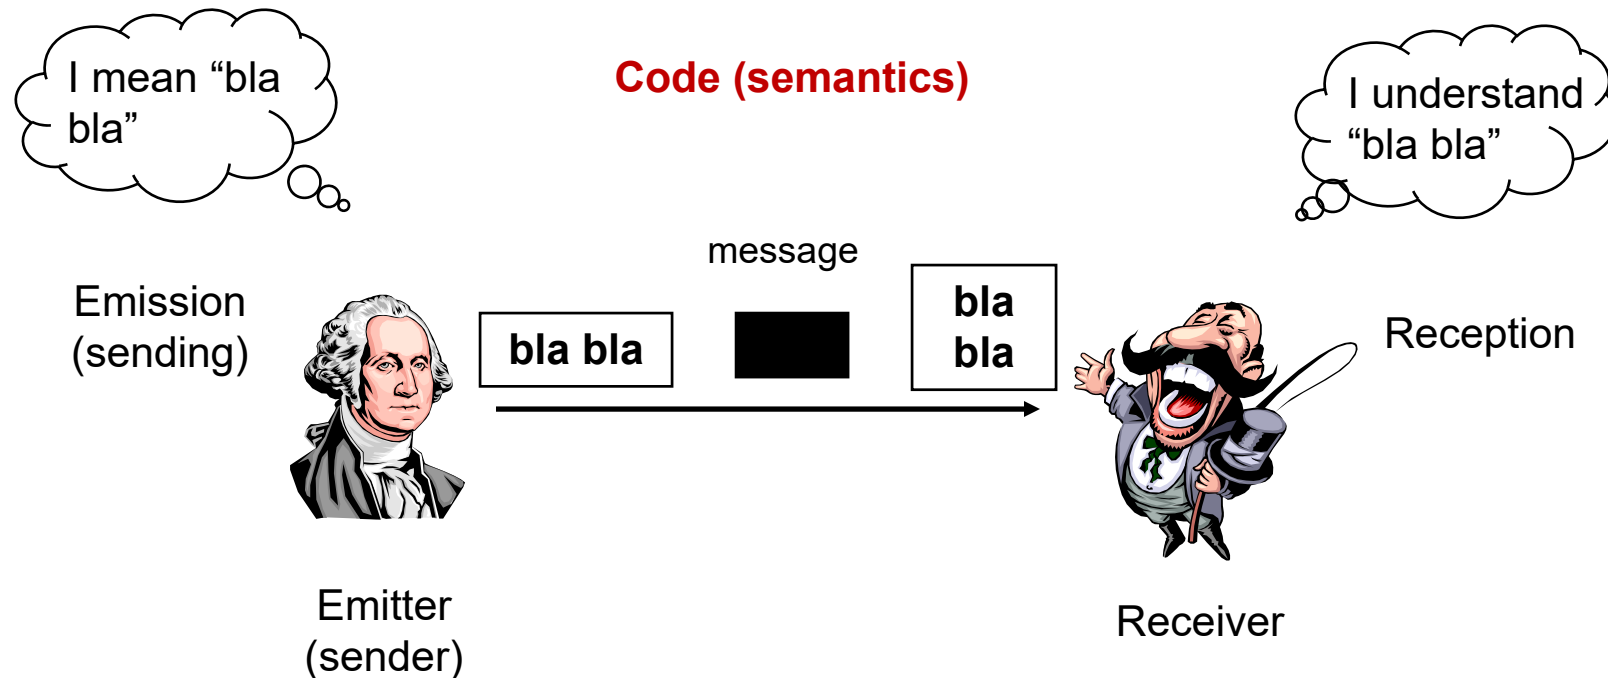 I mean “bla
bla”
Code (semantics)
I understand
“bla bla”
message
Emission
(sending)
bla bla
bla
bla
Reception
Emitter
(sender)
Receiver